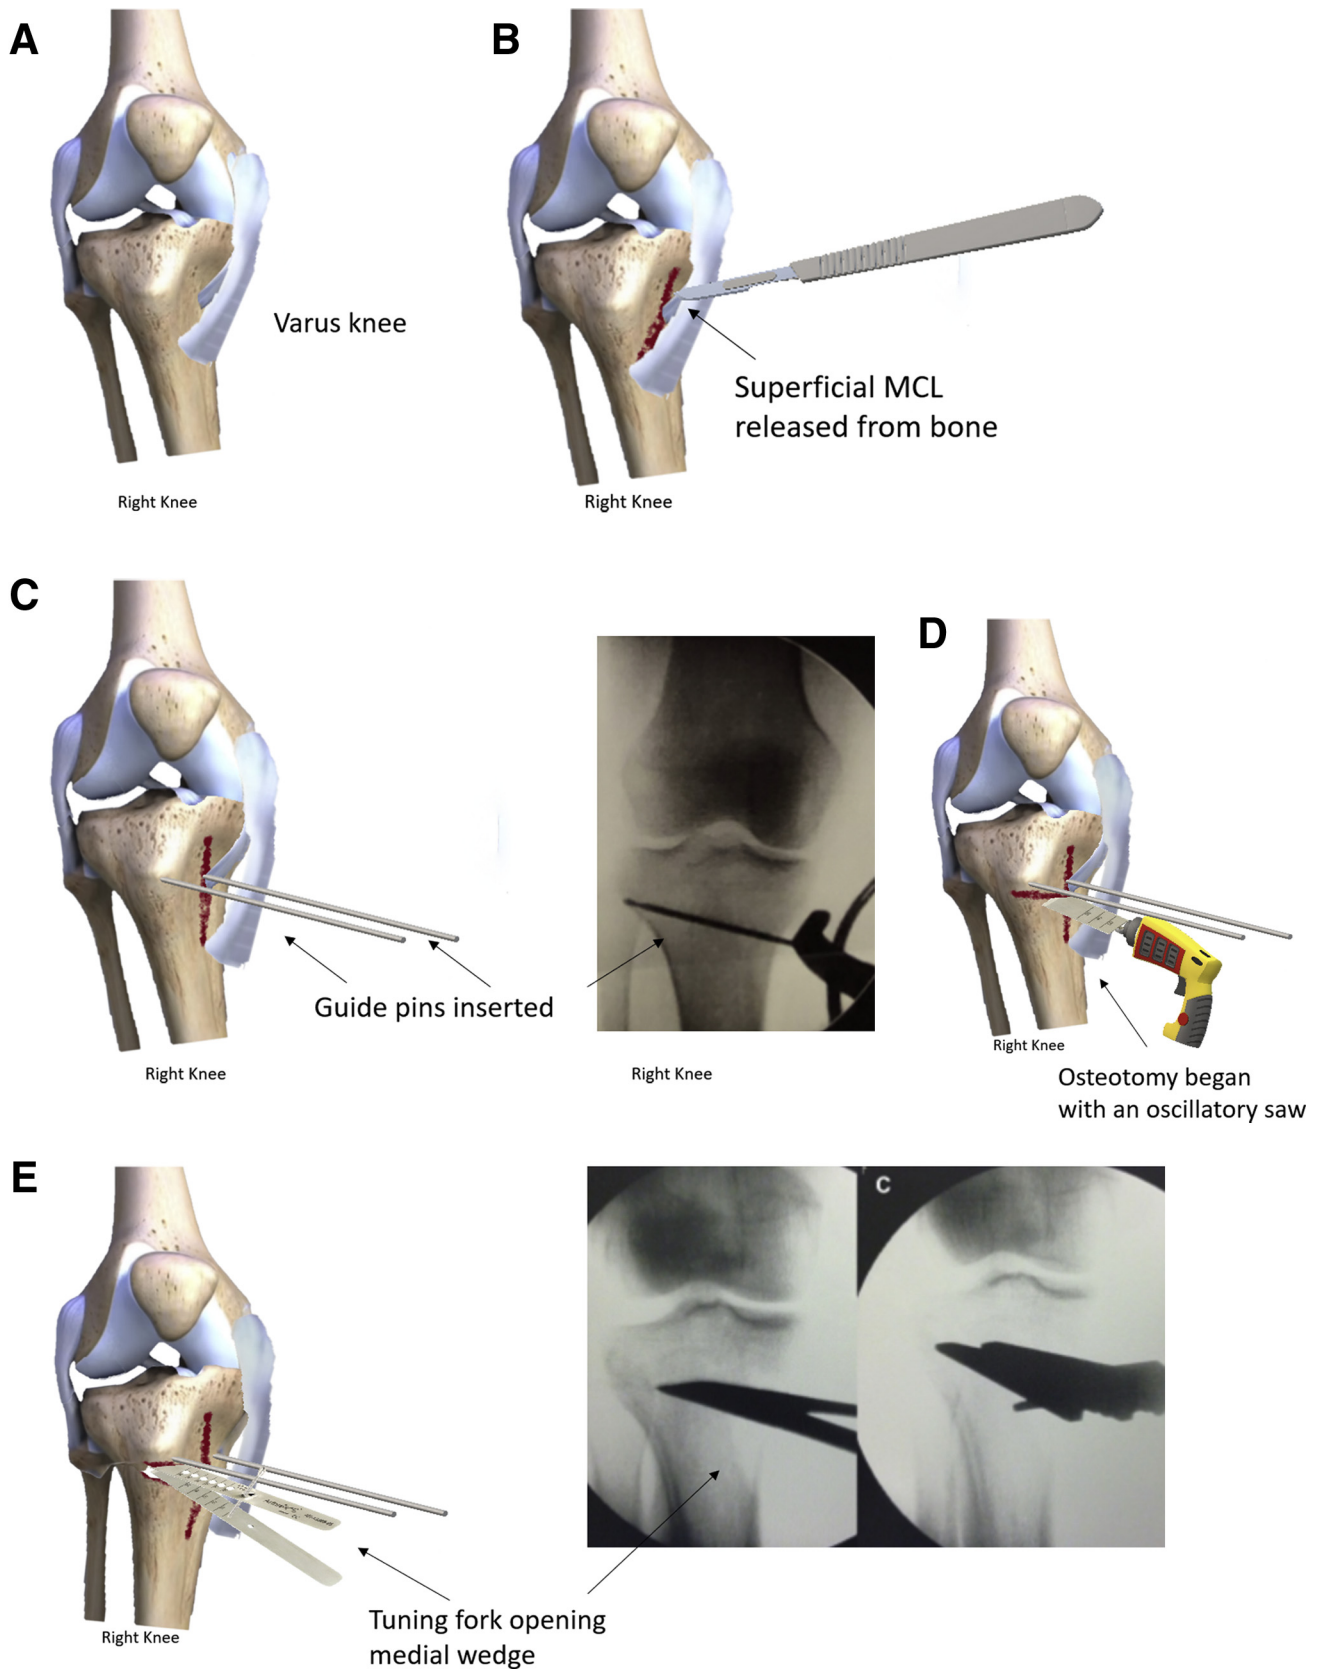 A
B
Varus knee
Superficial MCL
released from bone
Right Knee
Right Knee
C
D
Guide pins inserted
Right Knee
Right Knee
Right Knee
Osteotomy began
with an oscillatory saw
E
C
Tuning fork opening
medial wedge
Right Knee